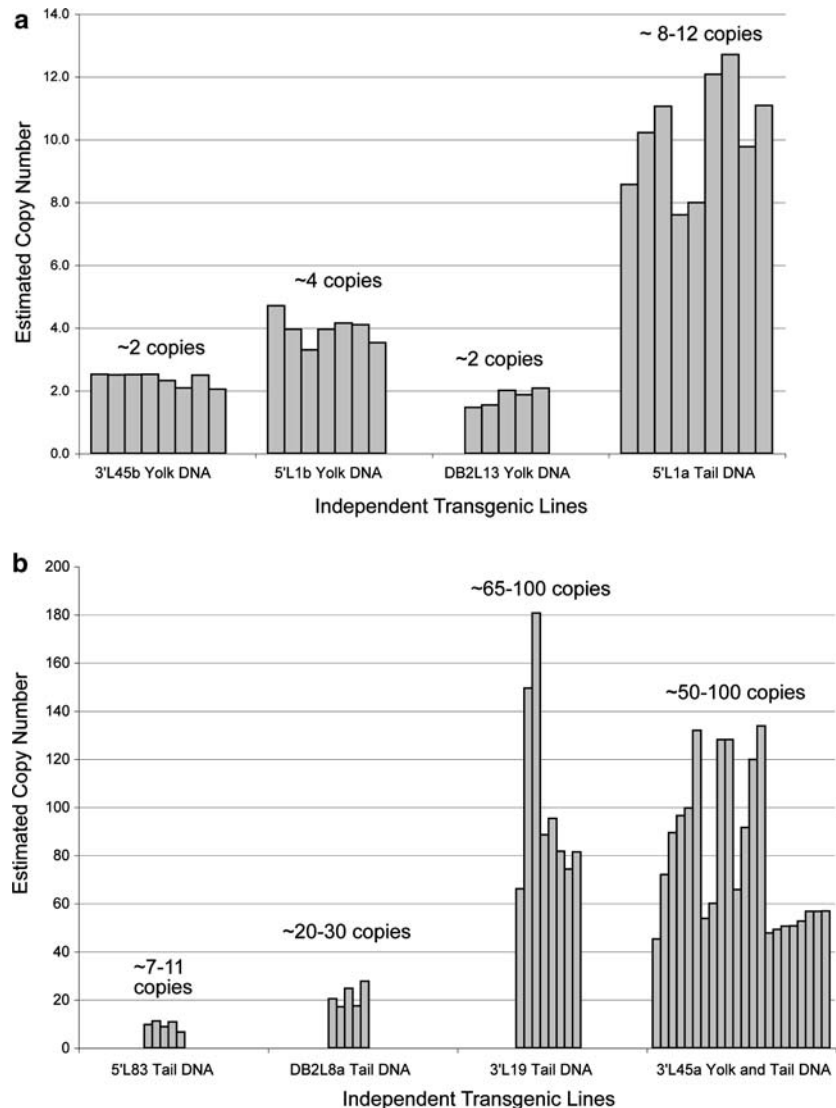 a
14.0
12.0
10.0
8.0
6.0
4.0
2.0
0.0
Estimated Copy Number
~2 copies
~4 copies
~2 copies
~ 8-12 copies
3'L45b Yolk DNA
5'L1b Yolk DNA
DB2L13 Yolk DNA
5'L1a Tail DNA
Independent Transgenic Lines
b
200
180
160
140
120
100
80
60
40
20
0
Estimated Copy Number
~7-11
copies
~20-30 copies
~65-100 copies
~50-100 copies
5'L83 Tail DNA
DB2L8a Tail DNA
3'L19 Tail DNA
3'L45a Yolk and Tail DNA
Independent Transgenic Lines